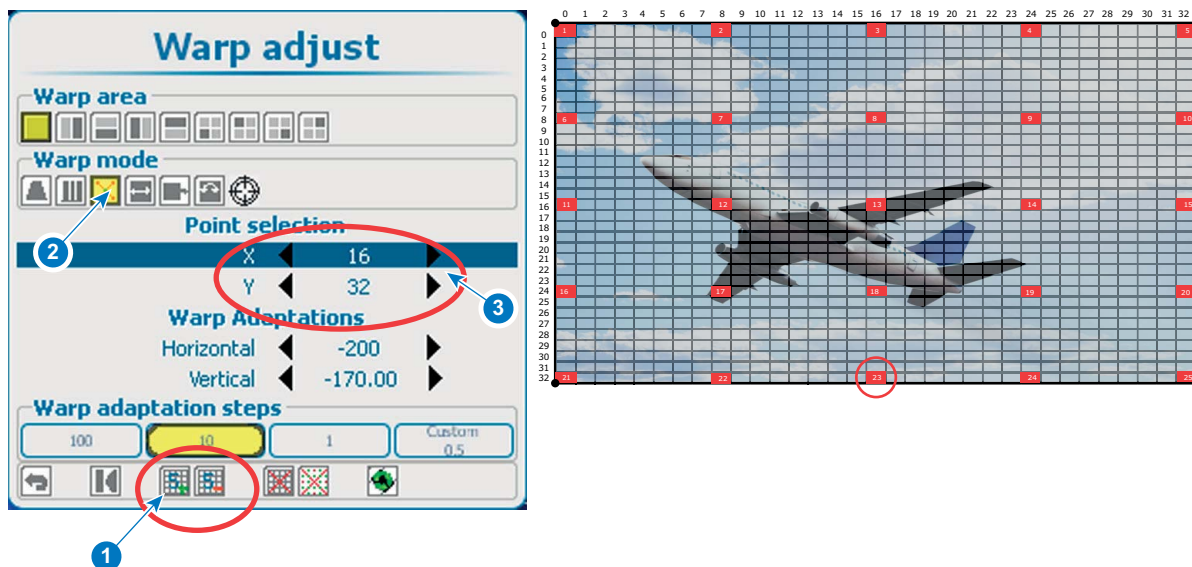 Warp adjust
Warp area
Warp mode
Point selection
X 16
Y 32
Warp Adaptations
Horizontal -200
Vertical -170.00
Warp adaptation steps
100 10 1 Custom 0.5
1
2
3
0 1 2 3 4 5 6 7 8 9 10 11 12 13 14 15 16 17 18 19 20 21 22 23 24 25 26 27 28 29 30 31 32
0
1
2
3
4
5
6
7
8
9
10
11
12
13
14
15
16
17
18
19
20
21
22
23
24
25
26
27
28
29
30
31
32
1 2 3 4 5
6 7 8 9 10
11 12 13 14 15
16 17 18 19 20
21 22 23 24 25